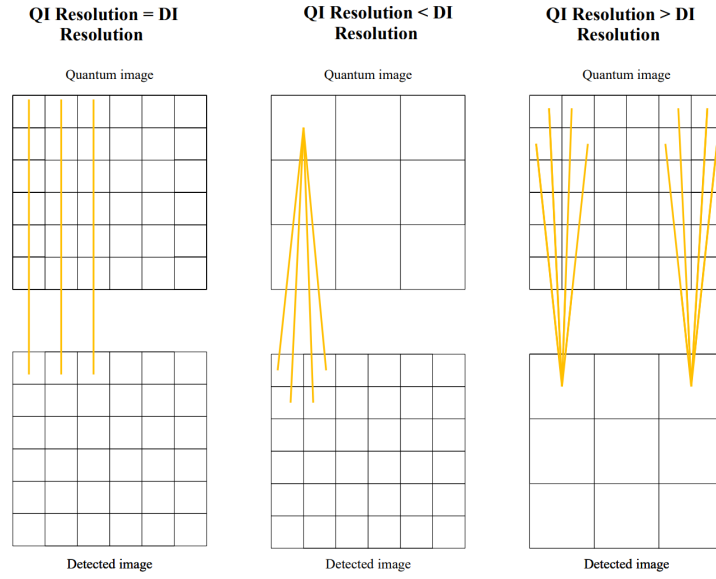 QI Resolution = DI
Resolution
Quantum image
Detected image
QI Resolution < DI
Resolution
Quantum image
Detected image
QI Resolution > DI
Resolution
Quantum image
Detected image